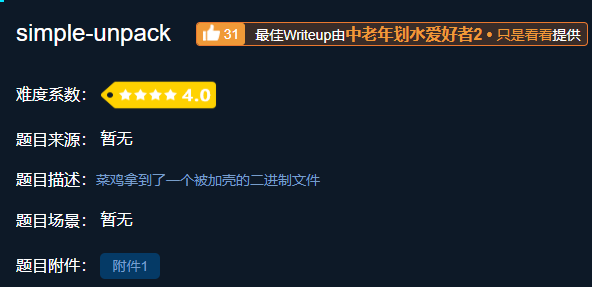 simple-unpack 31 最佳Writeup由中老年划水爱好者2 • 只是看看提供
难度系数： 4.0
题目来源： 暂无
题目描述：菜鸡拿到了一个被加壳的二进制文件
题目场景： 暂无
题目附件： 附件1